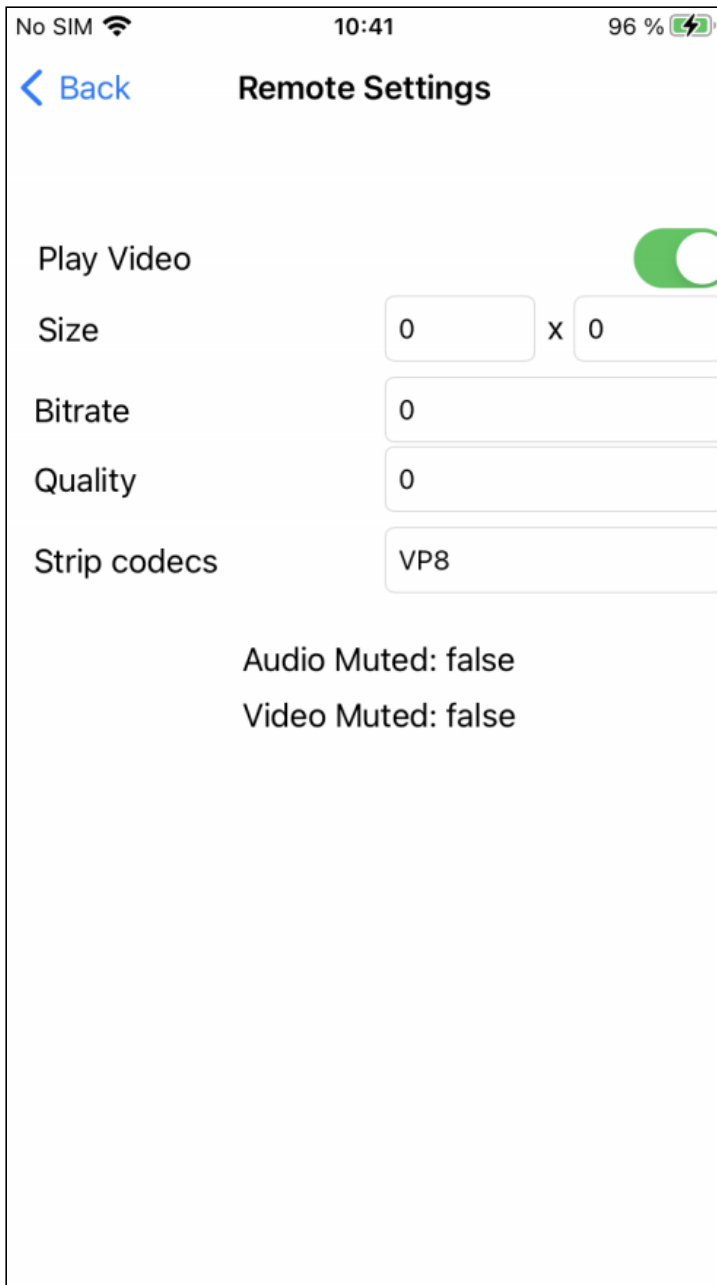 No SIM 10:41 96 %
Back Remote Settings
Play Video
Size 0 x 0
Bitrate 0
Quality 0
Strip codecs VP8
Audio Muted: false
Video Muted: false